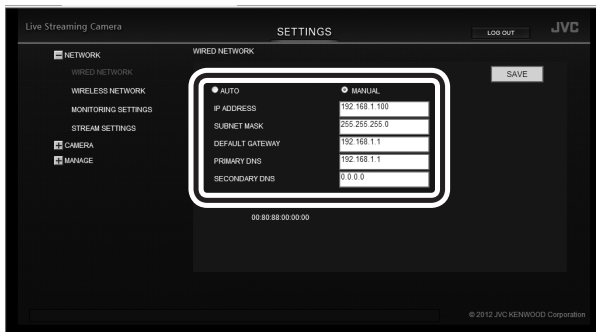 Live Streaming Camera
SETTINGS
LOG OUT
JVC
NETWORK
WIRED NETWORK
WIRELESS NETWORK
MONITORING SETTINGS
STREAM SETTINGS
CAMERA
MANAGE
WIRED NETWORK
SAVE
AUTO MANUAL
IP ADDRESS 192.168.1.100
SUBNET MASK 255.255.255.0
DEFAULT GATEWAY 192.168.1.1
PRIMARY DNS 192.168.1.1
SECONDARY DNS 0.0.0.0
00:80:88:00:00:00
© 2012 JVC KENWOOD Corporation